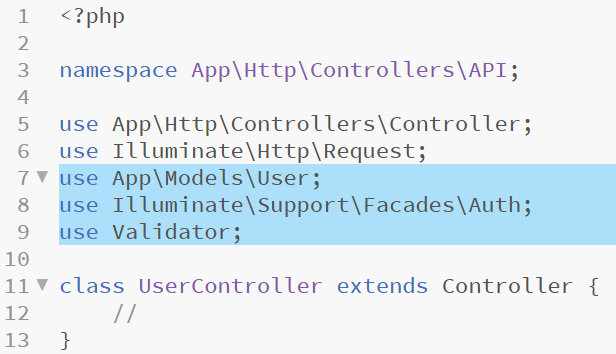 1 <?php
2
3 namespace App\Http\Controllers\API;
4
5 use App\Http\Controllers\Controller;
6 use Illuminate\Http\Request;
7 use App\Models\User;
8 use Illuminate\Support\Facades\Auth;
9 use Validator;
10
11 class UserController extends Controller {
12     //
13 }